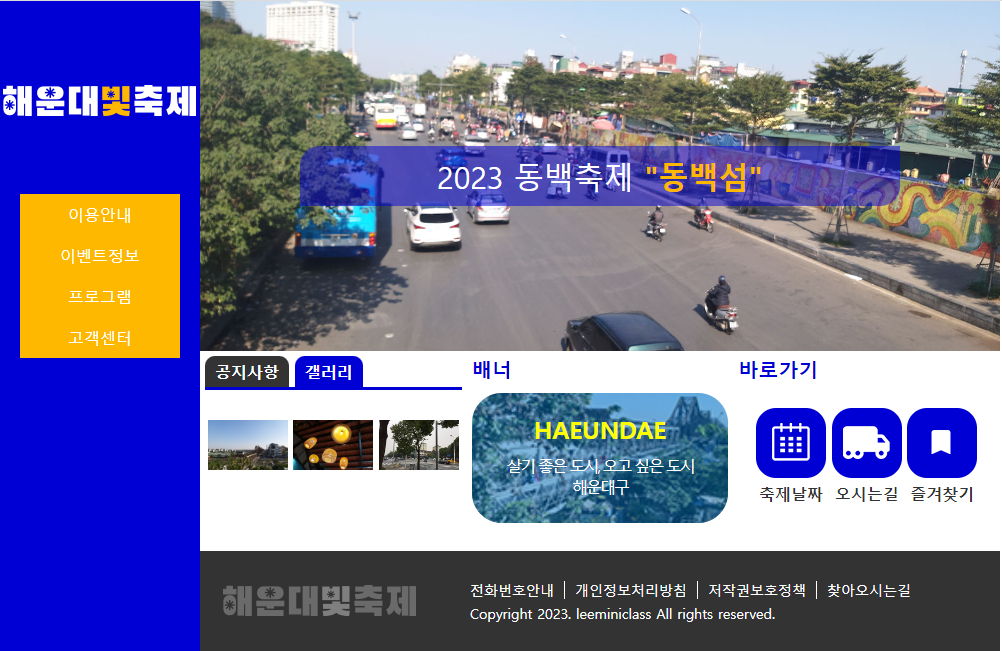 해운대빛축제
이용안내
이벤트정보
프로그램
고객센터
2023 동백축제 "동백섬"
공지사항 갤러리
배너
HAEUNDAE
살기 좋은 도시, 오고 싶은 도시
해운대구
바로가기
축제날짜 오시는길 즐겨찾기
해운대빛축제
전화번호안내 | 개인정보처리방침 | 저작권보호정책 | 찾아오시는길
Copyright 2023. leeminiclass All rights reserved.